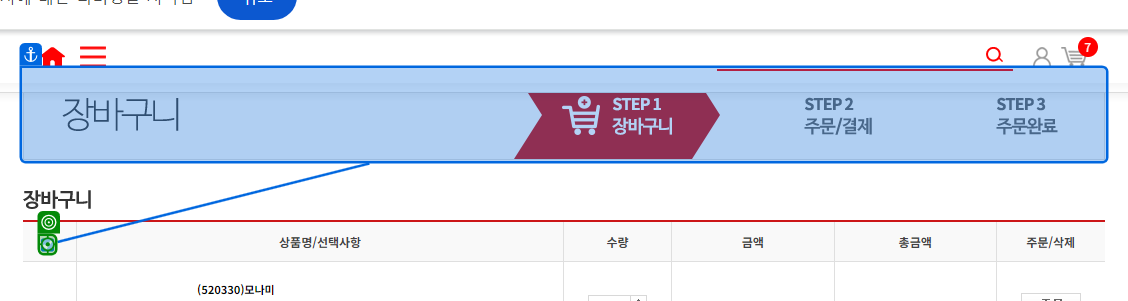 7
장바구니
STEP 1
장바구니
STEP 2
주문/결제
STEP 3
주문완료
장바구니
상품명/선택사항
수량
금액
총금액
주문/삭제
(520330)모나미